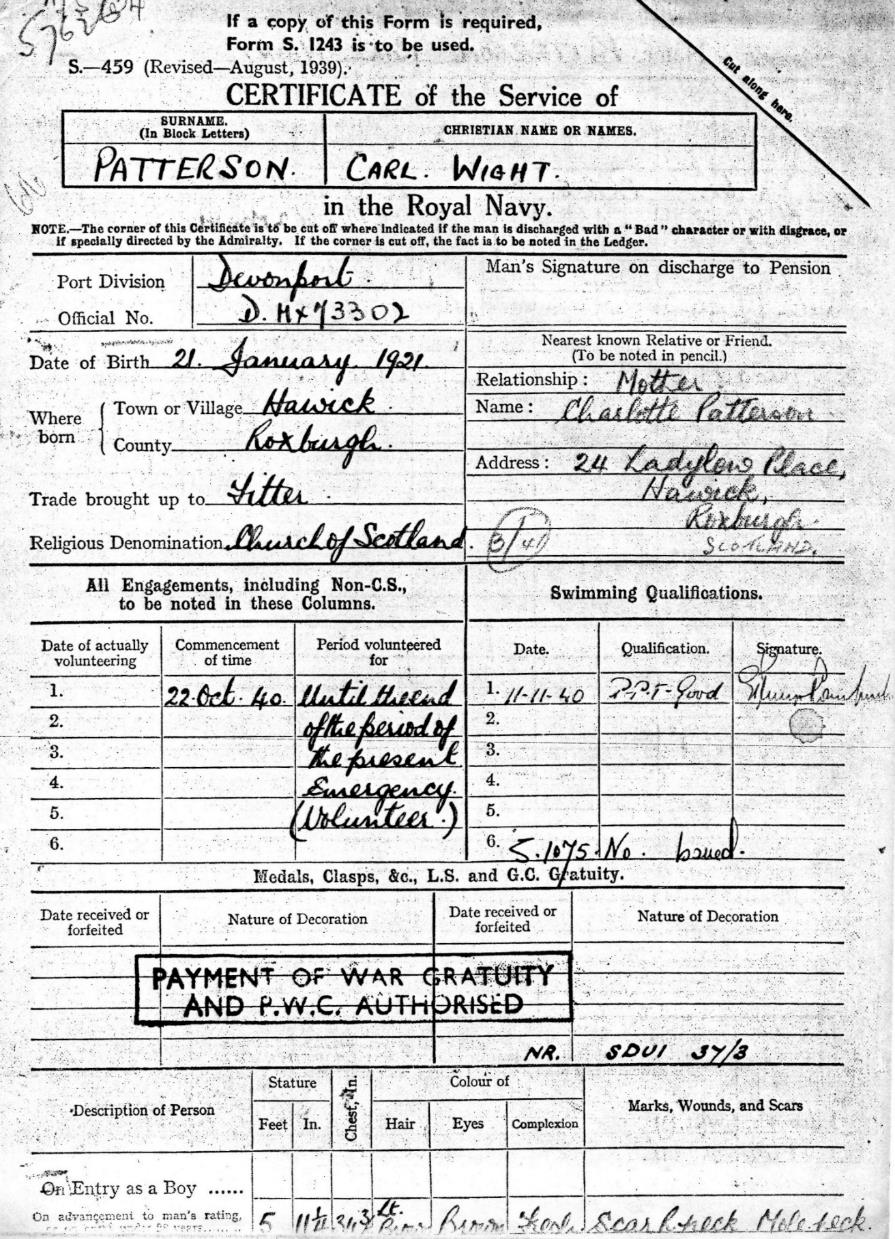 If a copy of this Form is required,
Form S. 1243 is to be used.
S.—459 (Revised—August, 1939).
Cut along here.
CERTIFICATE of the Service of
SURNAME. (In Block Letters)
CHRISTIAN NAME OR NAMES.
PATTERSON. CARL. WIGHT.
in the Royal Navy.
NOTE.—The corner of this Certificate is to be cut off where indicated if the man is discharged with a "Bad" character or with disgrace, or
if specially directed by the Admiralty. If the corner is cut off, the fact is to be noted in the Ledger.
Port Division Devonport.
Official No. D. MX73302
Man's Signature on discharge to Pension
Date of Birth 21. January. 1921.
Where born
Town or Village Hawick.
County Roxburgh.
Trade brought up to Fitter.
Religious Denomination Church of Scotland.
Nearest known Relative or Friend.
(To be noted in pencil.)
Relationship: Mother
Name: Charlotte Patterson
Address: 24 Ladylow Place,
Hawick,
Roxburgh.
SCOTLAND.
3/41
All Engagements, including Non-C.S.,
to be noted in these Columns.
Swimming Qualifications.
Date of actually volunteering
Commencement of time
Period volunteered for
Date. Qualification. Signature.
1. 22.Oct.40. Until the end
2. of the period of
3. the present
4. Emergency.
5. (Volunteer.)
6.
1. 11-11-40 P.P.T-Good
2.
3.
4.
5.
6. S.1075.No. Issued.
Medals, Clasps, &c., L.S. and G.C. Gratuity.
Date received or forfeited
Nature of Decoration
Date received or forfeited
Nature of Decoration
PAYMENT OF WAR GRATUITY
AND P.W.C. AUTHORISED
NR. SDUI 37/3
Description of Person
Stature
Feet In.
Chest, In.
Colour of
Hair Eyes Complexion
Marks, Wounds, and Scars
On Entry as a Boy ......
On advancement to man's rating,
5 11½ Lt. Brown Fresh Scar R.neck Mole neck.